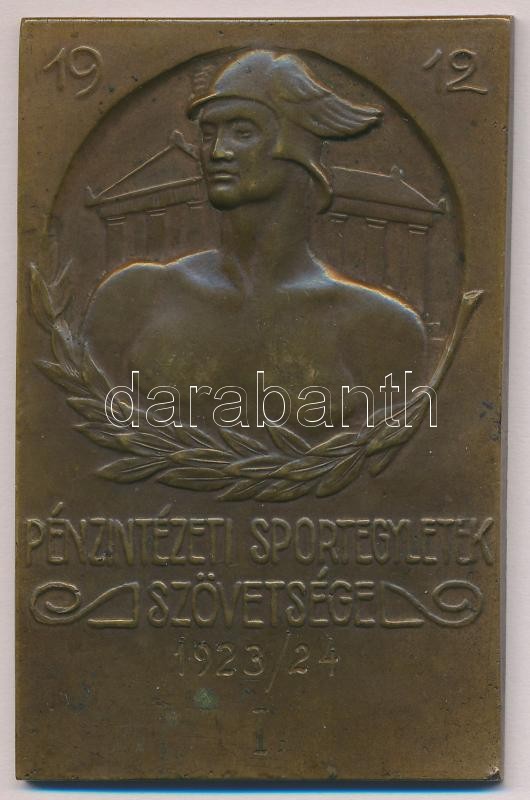 19 12
darabanth
PÉNZINTÉZETI SPORTEGYLETEK
SZÖVETSÉGE
1923/24
I.